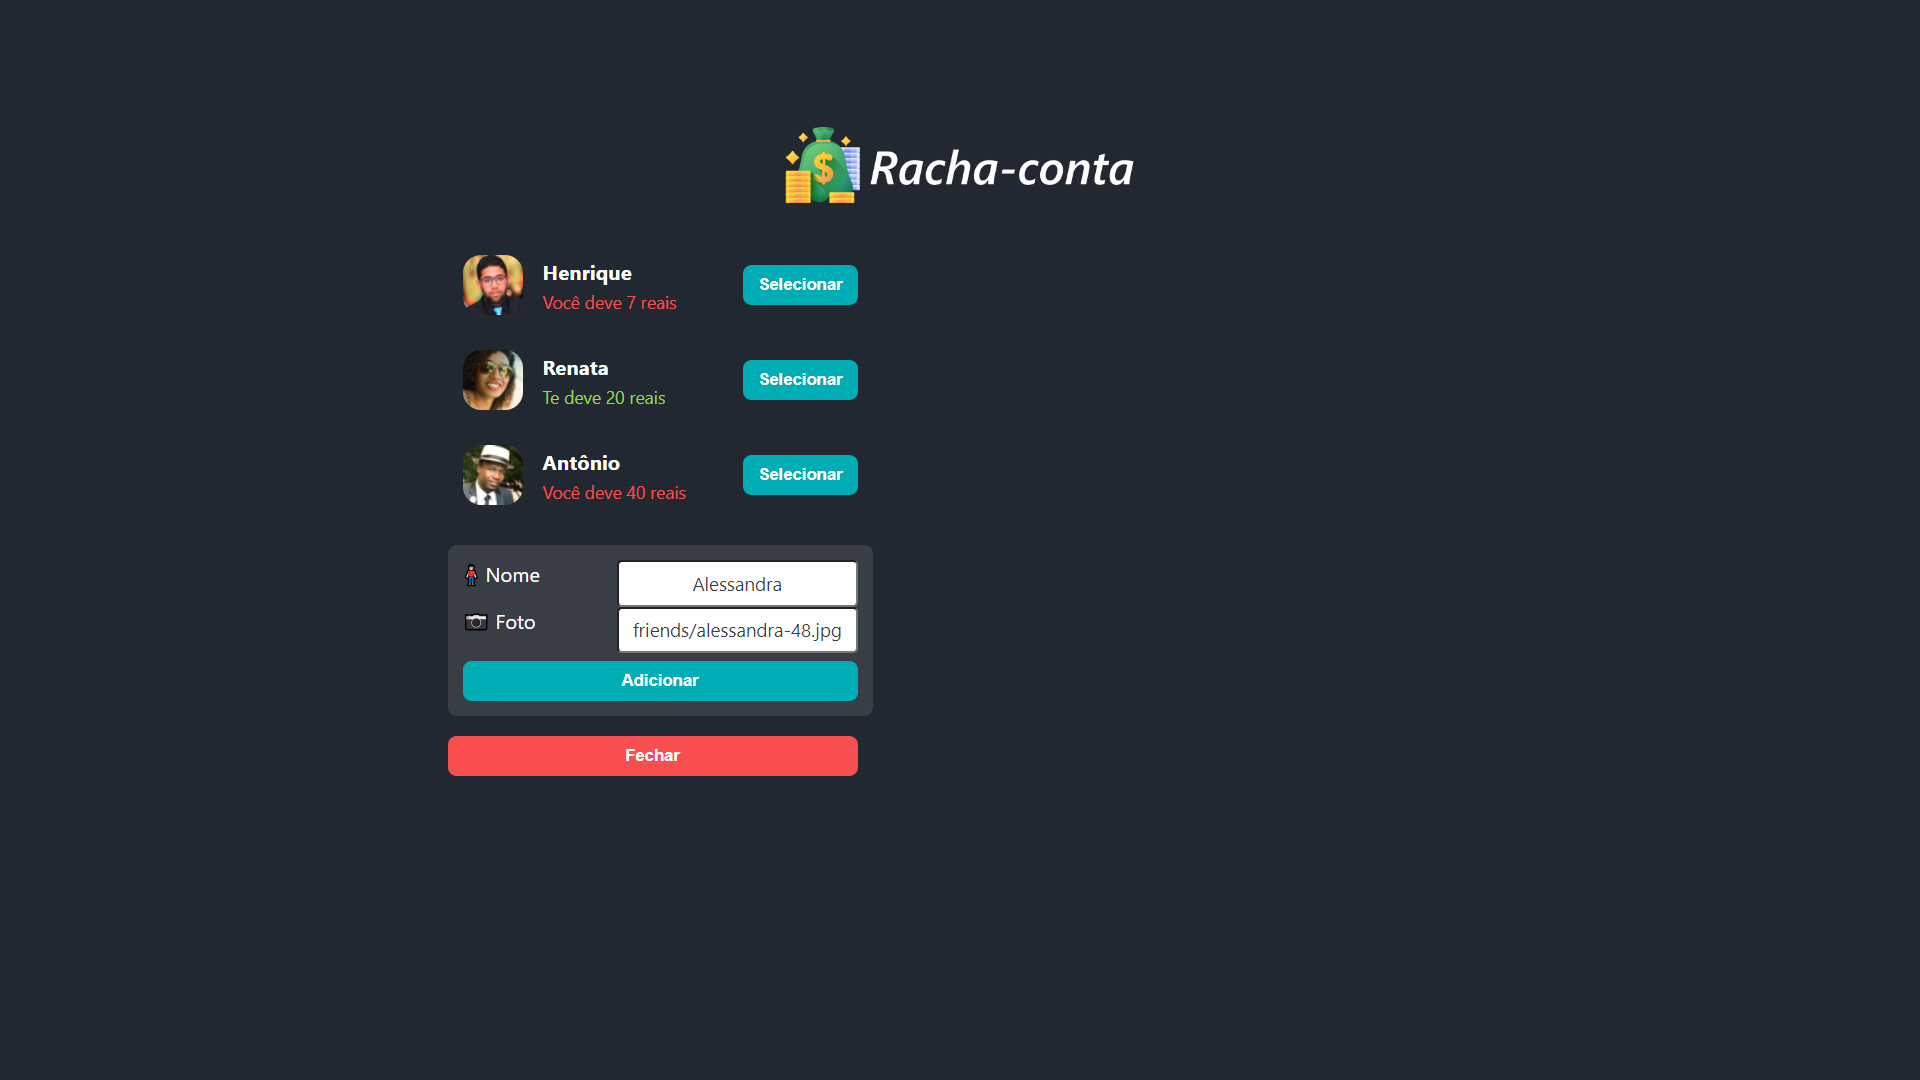 Racha-conta
Henrique
Você deve 7 reais
Selecionar
Renata
Te deve 20 reais
Selecionar
Antônio
Você deve 40 reais
Selecionar
Nome
Alessandra
Foto
friends/alessandra-48.jpg
Adicionar
Fechar